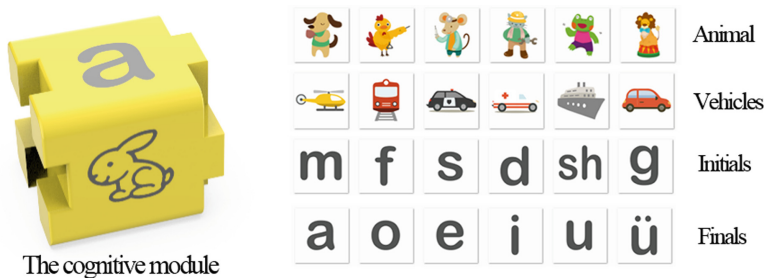 a
The cognitive module
Animal
Vehicles
m f s d sh g Initials
a o e i u ü Finals